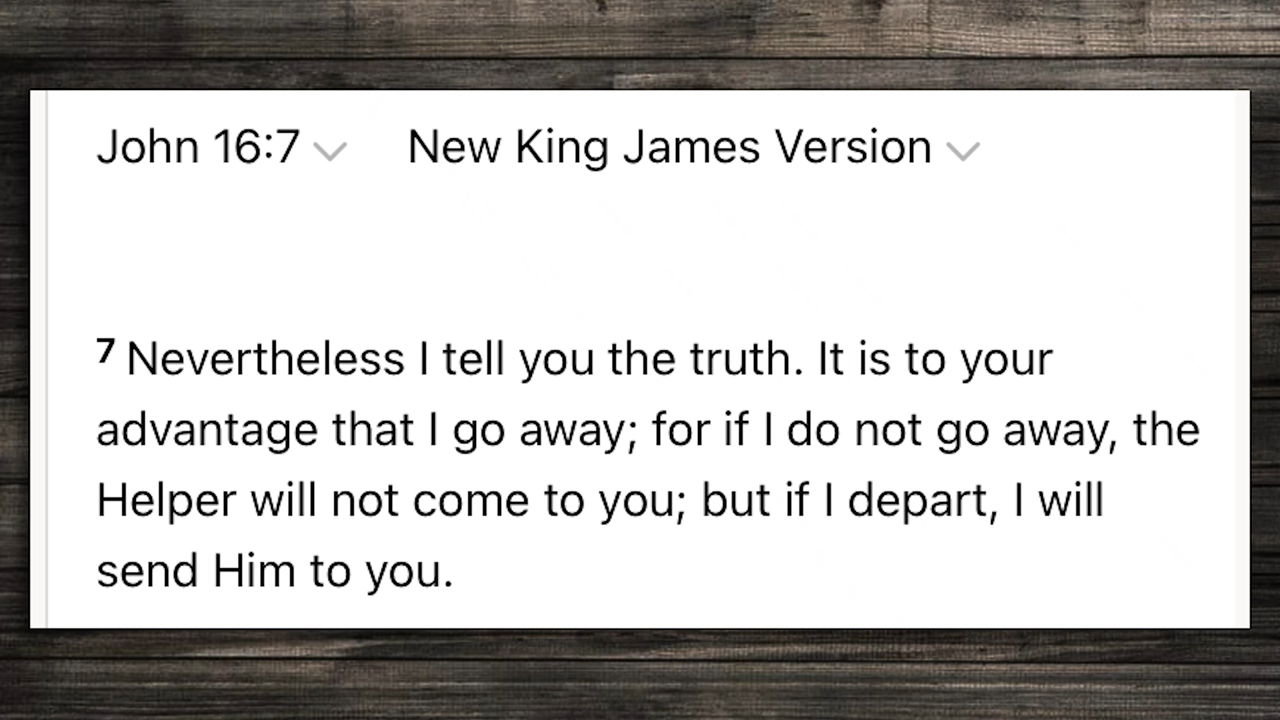 John 16:7 New King James Version
7 Nevertheless I tell you the truth. It is to your
advantage that I go away; for if I do not go away, the
Helper will not come to you; but if I depart, I will
send Him to you.